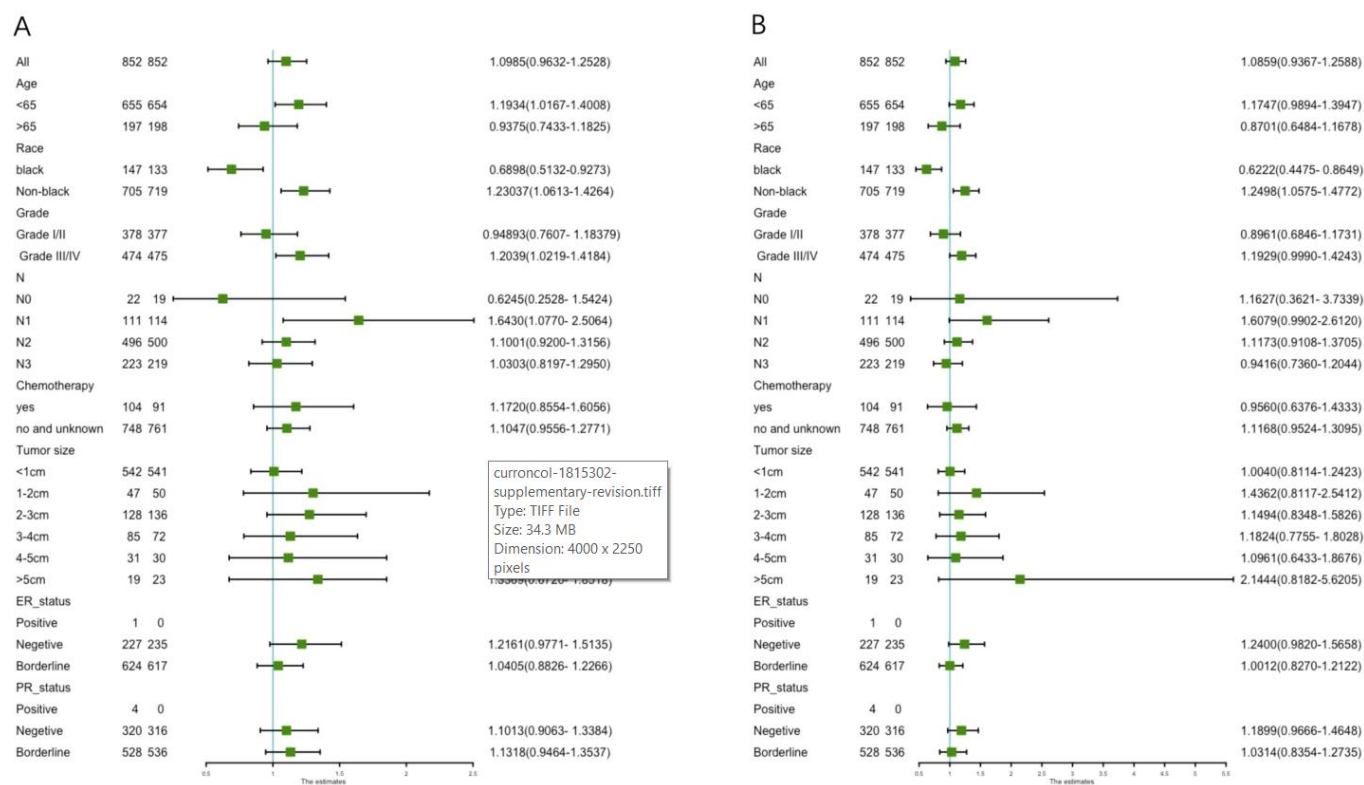 A
All 852 852 1.0985(0.9632-1.2528)
Age
<65 655 654 1.1934(1.0167-1.4008)
>65 197 198 0.9375(0.7433-1.1825)
Race
black 147 133 0.6898(0.5132-0.9273)
Non-black 705 719 1.23037(1.0613-1.4264)
Grade
Grade I/II 378 377 0.94893(0.7607- 1.18379)
Grade III/IV 474 475 1.2039(1.0219-1.4184)
N
N0 22 19 0.6245(0.2528- 1.5424)
N1 111 114 1.6430(1.0770- 2.5064)
N2 496 500 1.1001(0.9200- 1.3156)
N3 223 219 1.0303(0.8197-1.2950)
Chemotherapy
yes 104 91 1.1720(0.8554-1.6056)
no and unknown 748 761 1.1047(0.9556-1.2771)
Tumor size
<1cm 542 541
1-2cm 47 50
2-3cm 128 136
3-4cm 85 72
4-5cm 31 30
>5cm 19 23
curroncol-1815302-
supplementary-revision.tiff
Type: TIFF File
Size: 34.3 MB
Dimension: 4000 x 2250
pixels
ER_status
Positive 1 0
Negetive 227 235 1.2161(0.9771- 1.5135)
Borderline 624 617 1.0405(0.8826- 1.2266)
PR_status
Positive 4 0
Negetive 320 316 1.1013(0.9063- 1.3384)
Borderline 528 536 1.1318(0.9464-1.3537)
0.5 1 1.5 2 2.5
The estimates
B
All 852 852 1.0859(0.9367-1.2588)
Age
<65 655 654 1.1747(0.9894-1.3947)
>65 197 198 0.8701(0.6484-1.1678)
Race
black 147 133 0.6222(0.4475- 0.8649)
Non-black 705 719 1.2498(1.0575-1.4772)
Grade
Grade I/II 378 377 0.8961(0.6846-1.1731)
Grade III/IV 474 475 1.1929(0.9990-1.4243)
N
N0 22 19 1.1627(0.3621- 3.7339)
N1 111 114 1.6079(0.9902-2.6120)
N2 496 500 1.1173(0.9108-1.3705)
N3 223 219 0.9416(0.7360-1.2044)
Chemotherapy
yes 104 91 0.9560(0.6376-1.4333)
no and unknown 748 761 1.1168(0.9524-1.3095)
Tumor size
<1cm 542 541 1.0040(0.8114-1.2423)
1-2cm 47 50 1.4362(0.8117-2.5412)
2-3cm 128 136 1.1494(0.8348-1.5826)
3-4cm 85 72 1.1824(0.7755- 1.8028)
4-5cm 31 30 1.0961(0.6433-1.8676)
>5cm 19 23 2.1444(0.8182-5.6205)
ER_status
Positive 1 0
Negetive 227 235 1.2400(0.9820-1.5658)
Borderline 624 617 1.0012(0.8270-1.2122)
PR_status
Positive 4 0
Negetive 320 316 1.1899(0.9666-1.4648)
Borderline 528 536 1.0314(0.8354-1.2735)
0.5 1 1.5 2 2.5 3 3.5 4 4.5 5 5.5
The estimates